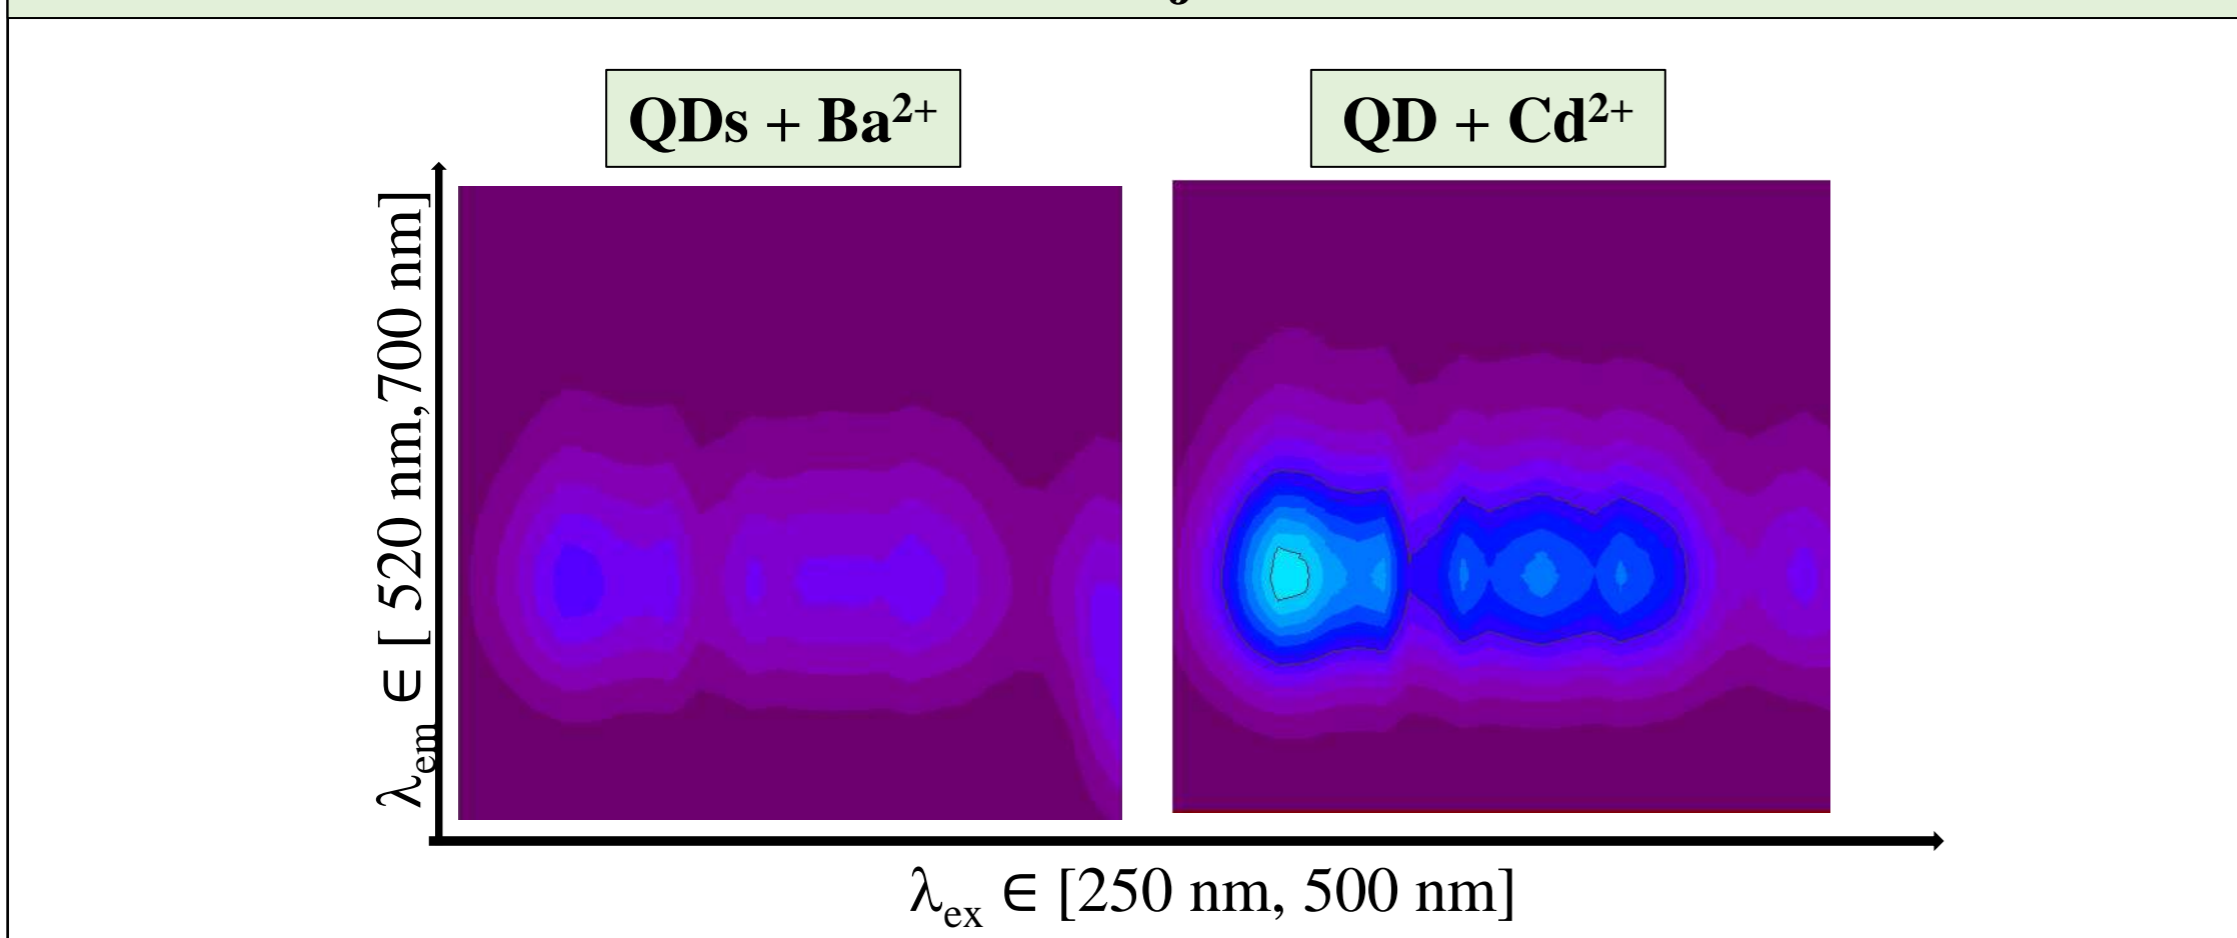 QDs + Ba²⁺
QD + Cd²⁺
λₑₘ ∈ [ 520 nm,700 nm]
λₑₓ ∈ [250 nm, 500 nm]